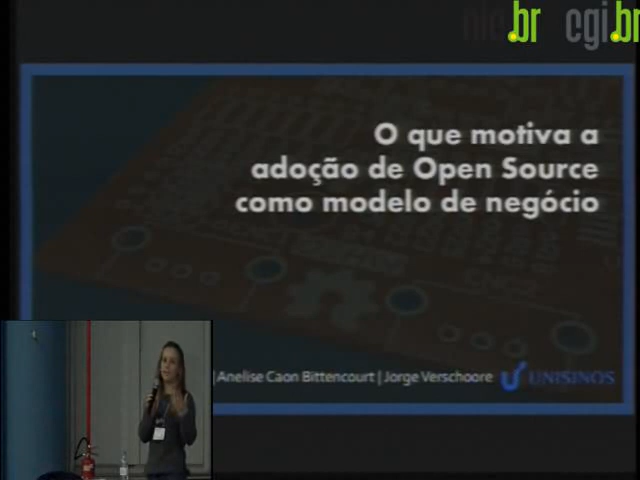 nic.br cgi.br
O que motiva a
adoção de Open Source
como modelo de negócio
| Anelise Caon Bittencourt | Jorge Verschoore UNISINOS